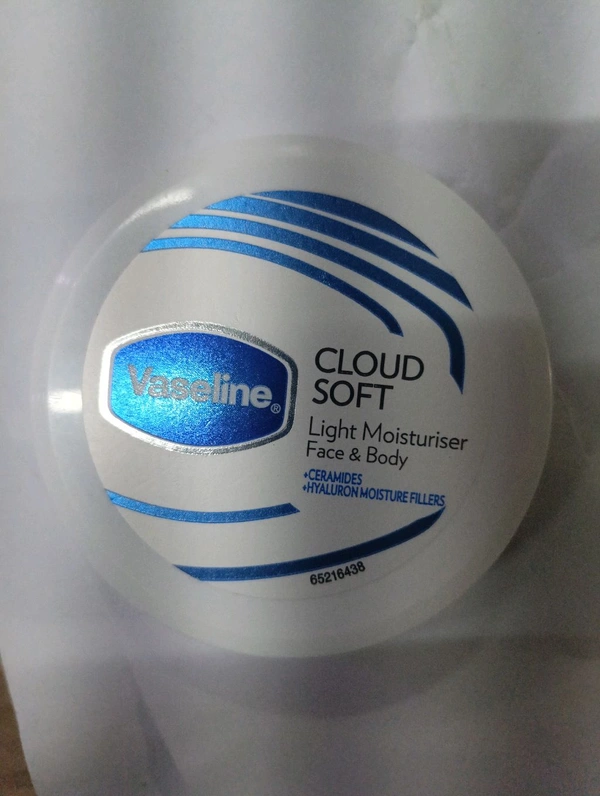 Vaseline®
CLOUD
SOFT
Light Moisturiser
Face & Body
+CERAMIDES
+HYALURON MOISTURE FILLERS
65216438